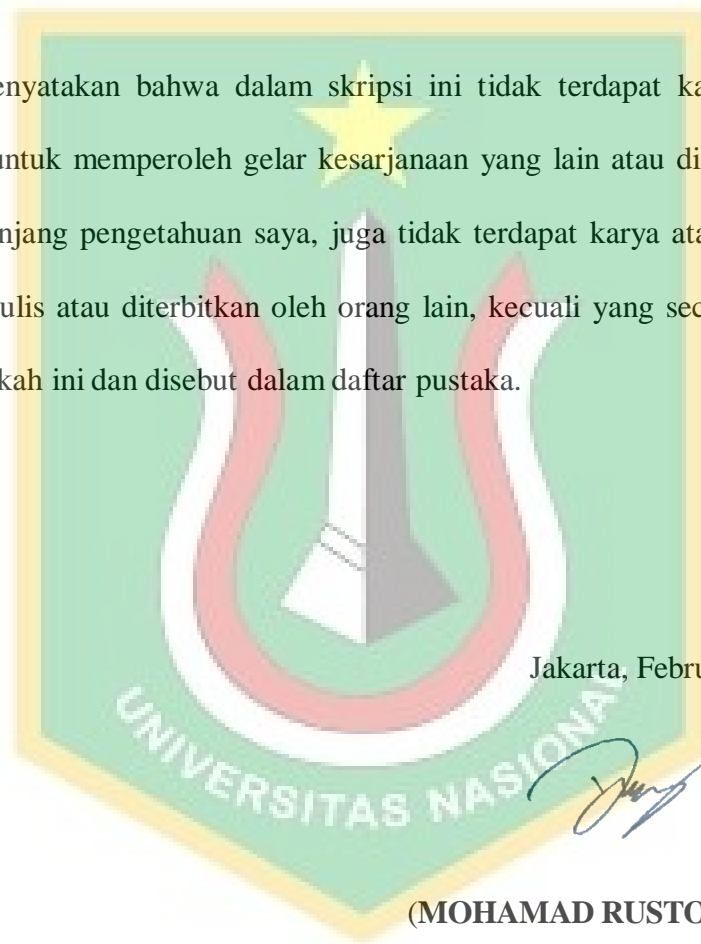 enyatakan bahwa dalam skripsi ini tidak terdapat ka
untuk memperoleh gelar kesarjanaan yang lain atau di
njang pengetahuan saya, juga tidak terdapat karya ata
ulis atau diterbitkan oleh orang lain, kecuali yang sec
kah ini dan disebut dalam daftar pustaka.
Jakarta, Febru
UNIVERSITAS NASIONAL
(MOHAMAD RUSTO